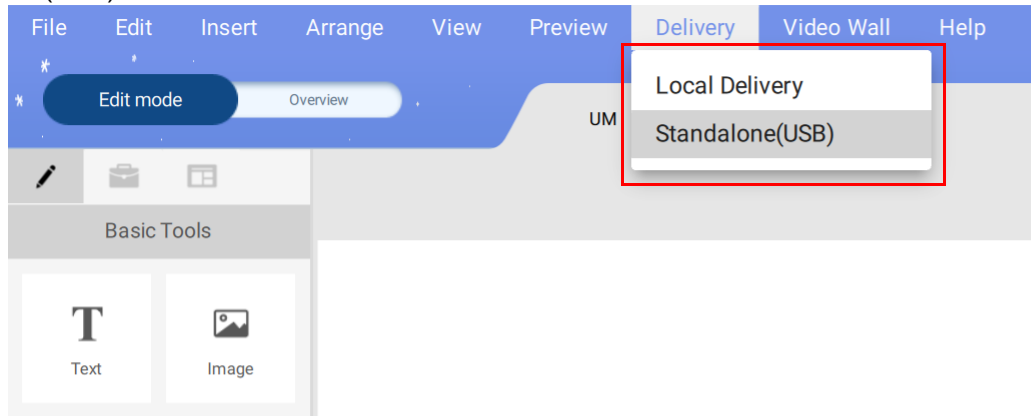 File Edit Insert Arrange View Preview Delivery Video Wall Help
Edit mode Overview
Local Delivery
UM
Standalone(USB)
Basic Tools
T
Text Image